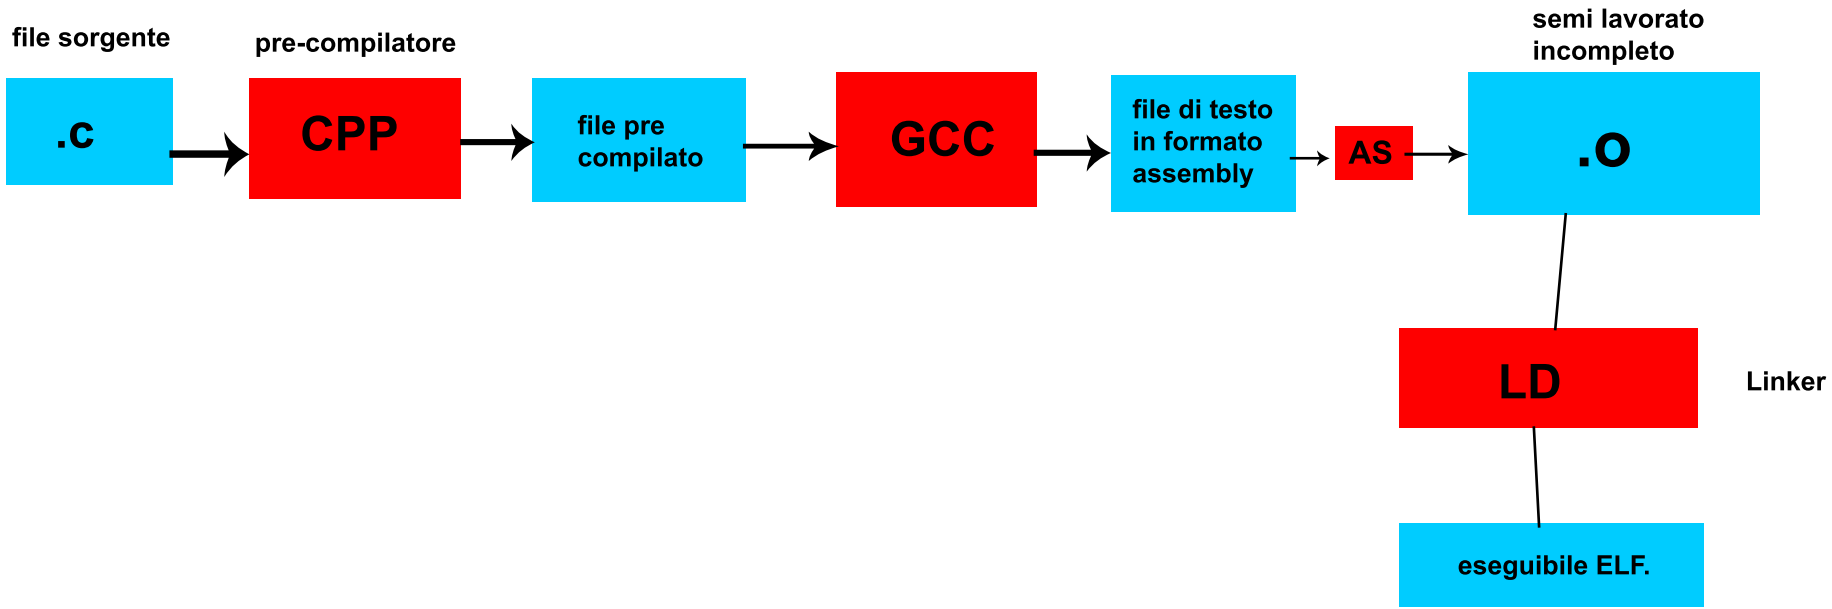 file sorgente
.c
pre-compilatore
CPP
file pre
compilato
GCC
file di testo
in formato
assembly
AS
semi lavorato
incompleto
.o
LD
Linker
eseguibile ELF.